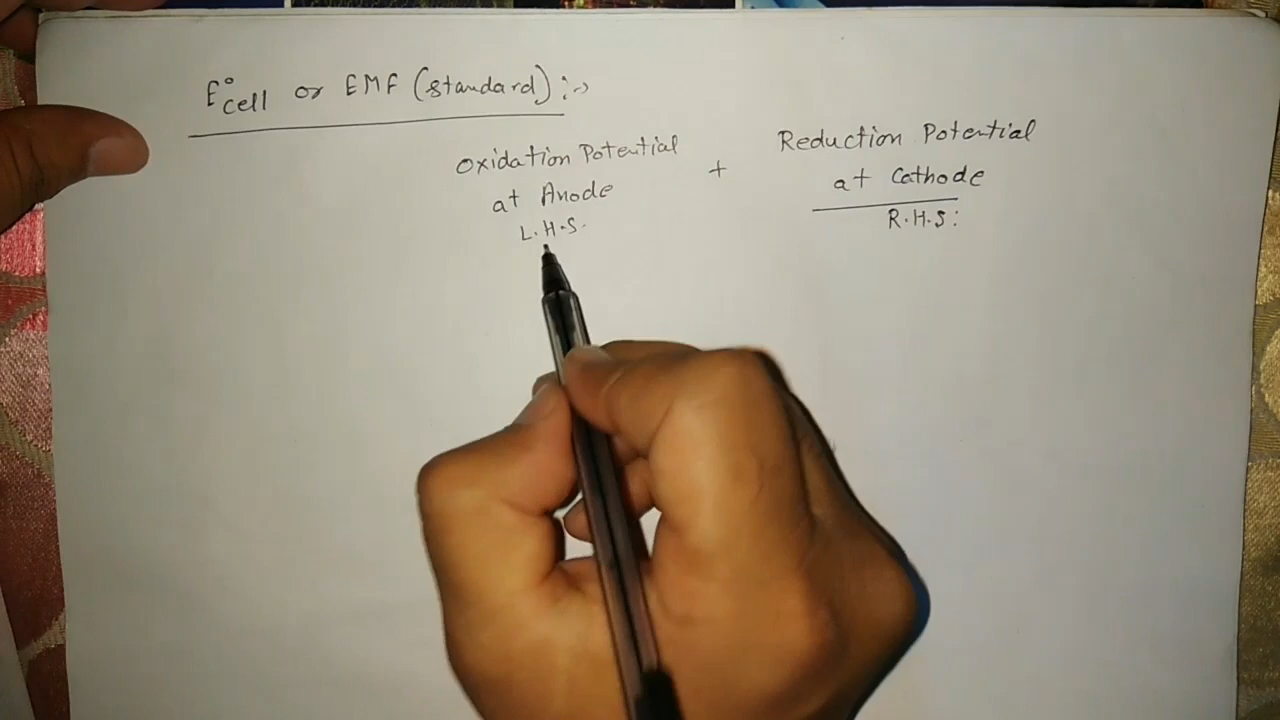 E°cell or EMF (standard) :->
Oxidation Potential + Reduction Potential
at Anode at Cathode
L.H.S. R.H.S: